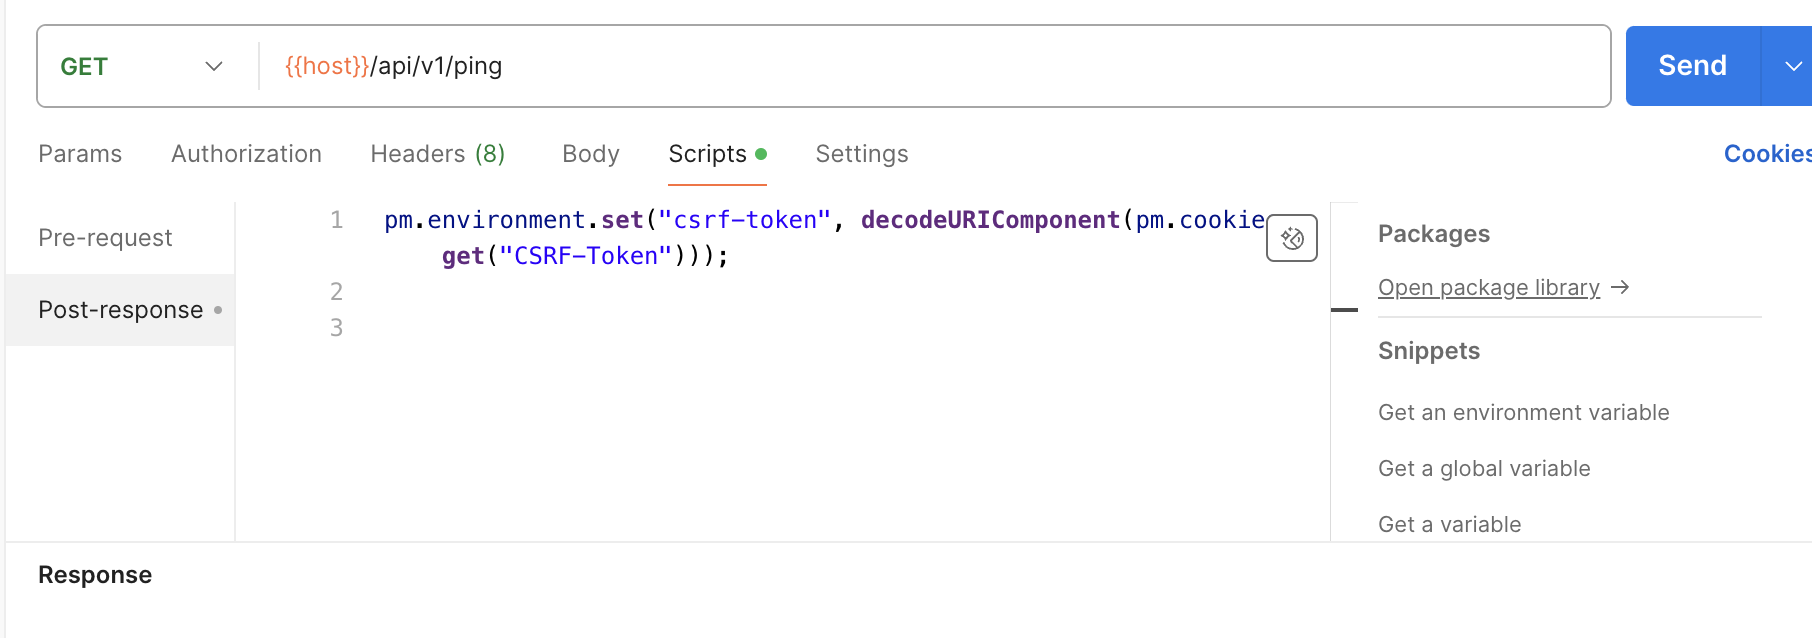 GET
{{host}}/api/v1/ping
Send
Params
Authorization
Headers (8)
Body
Scripts
Settings
Cookies
Pre-request
Post-response
1
pm.environment.set("csrf-token", decodeURIComponent(pm.cookie
get("CSRF-Token")));
2
3
Packages
Open package library →
Snippets
Get an environment variable
Get a global variable
Get a variable
Response